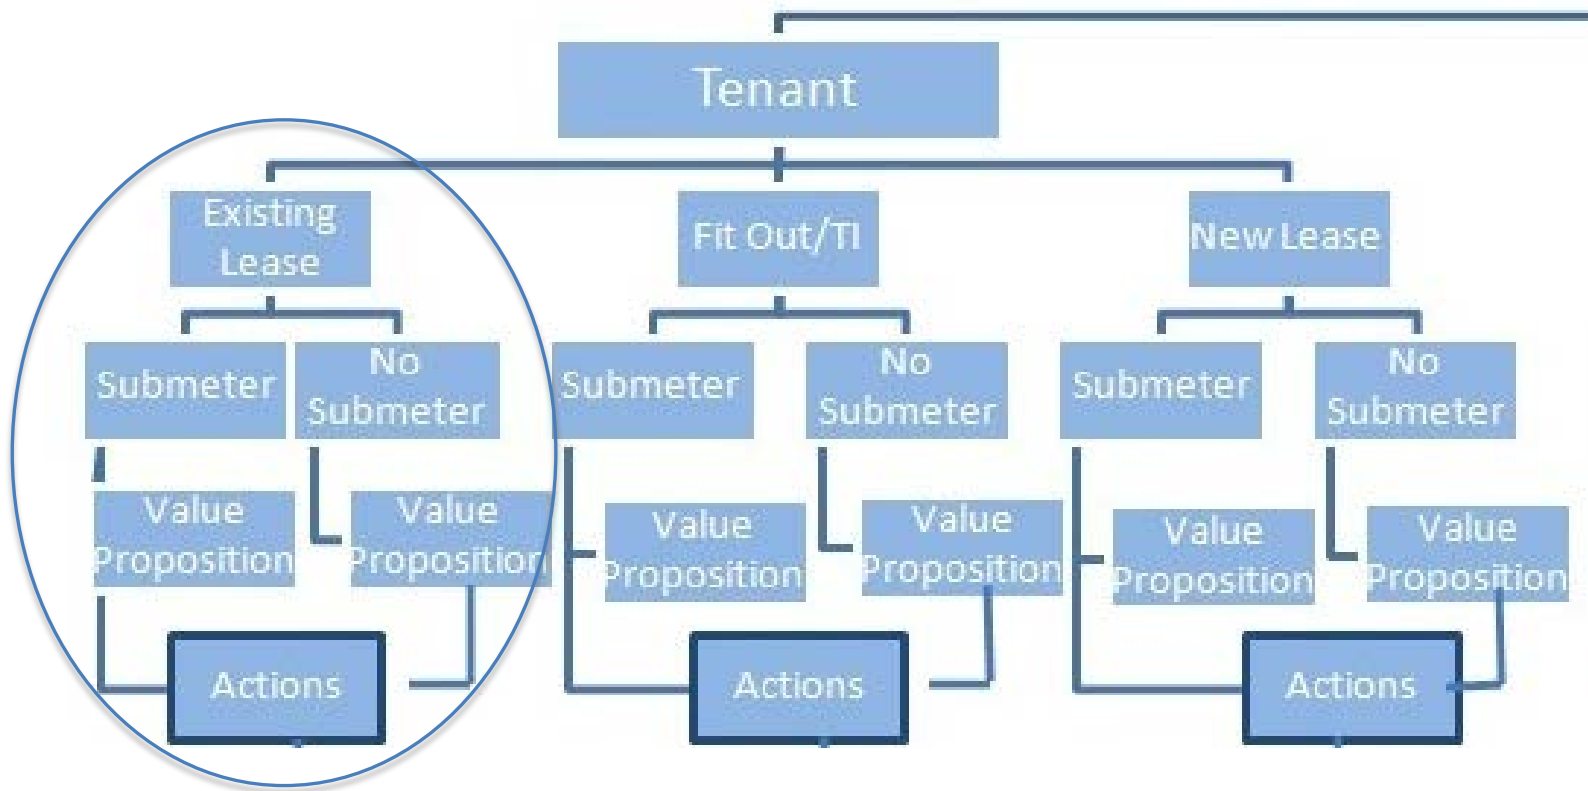 Tenant
Existing
Lease
Fit Out/TI
New Lease
Submeter
No
Submeter
Submeter
No
Submeter
Submeter
No
Submeter
Value
Proposition
Value
Proposition
Value
Proposition
Value
Proposition
Value
Proposition
Value
Proposition
Actions
Actions
Actions